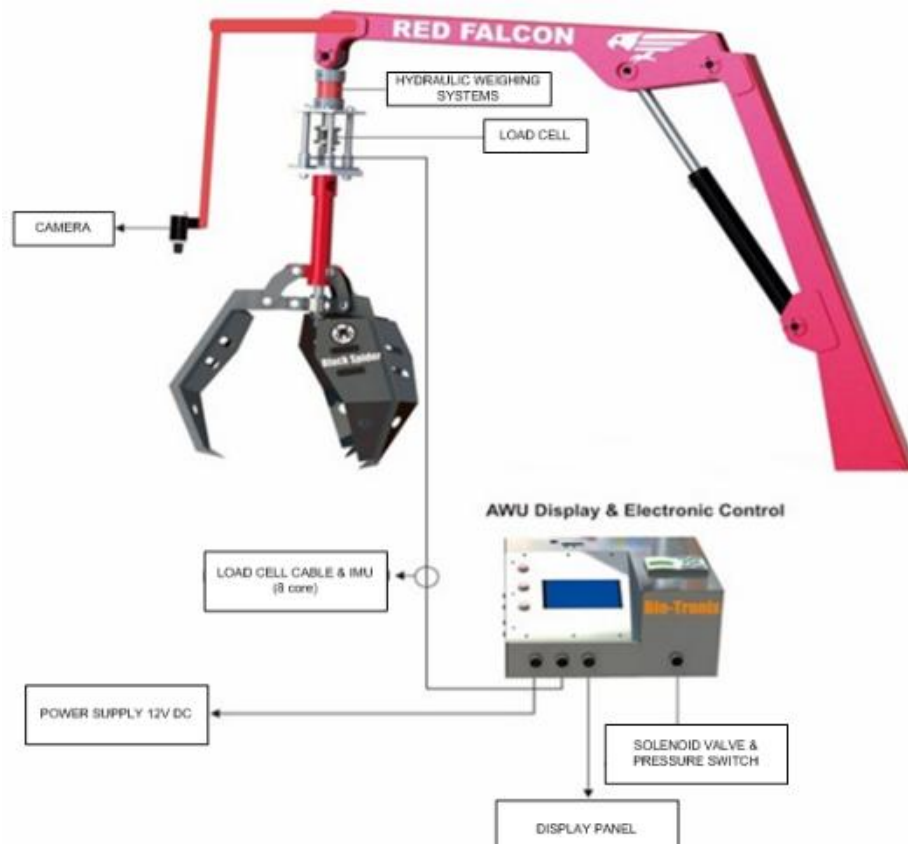 RED FALCON
HYDRAULIC WEIGHING
SYSTEMS
LOAD CELL
CAMERA
Black Spider
AWU Display & Electronic Control
LOAD CELL CABLE & IMU
(8 core)
Bio-Tronix
POWER SUPPLY 12V DC
SOLENOID VALVE &
PRESSURE SWITCH
DISPLAY PANEL